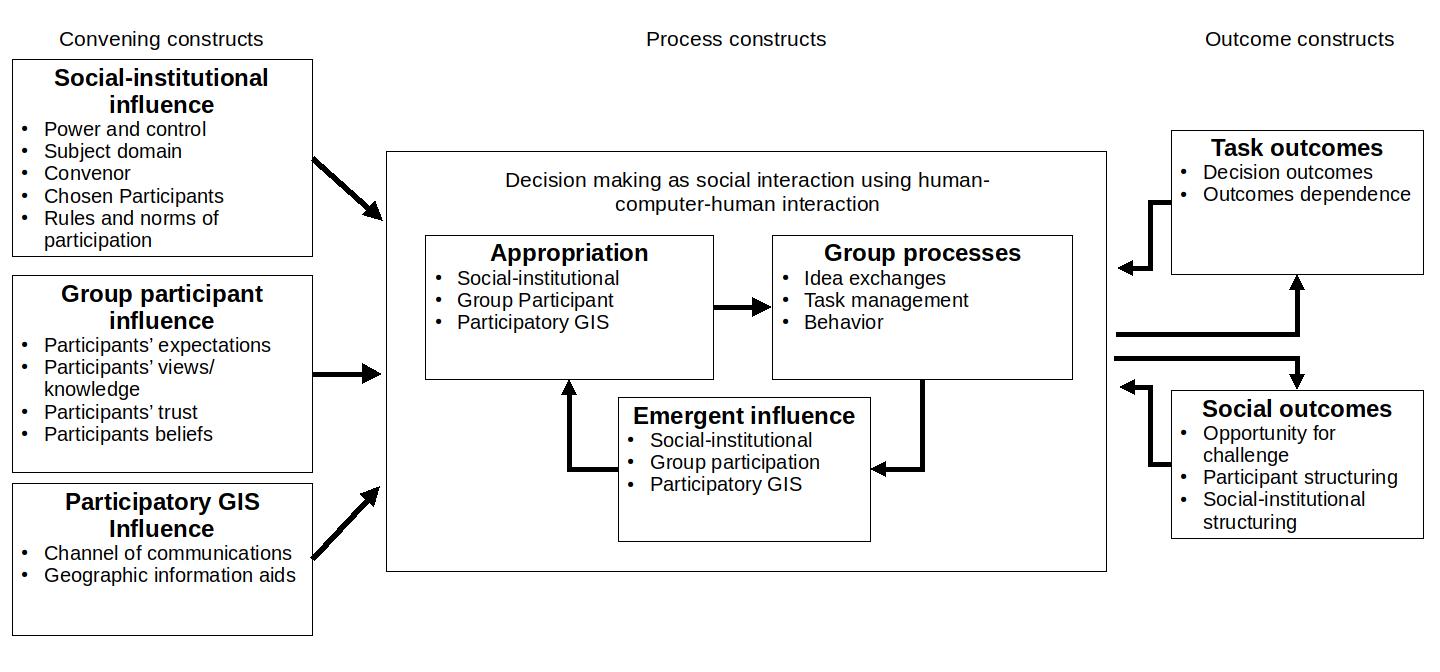 Convening constructs
Process constructs
Outcome constructs
Social-institutional
influence
• Power and control
• Subject domain
• Convenor
• Chosen Participants
• Rules and norms of
participation
Group participant
influence
• Participants’ expectations
• Participants’ views/
knowledge
• Participants’ trust
• Participants beliefs
Participatory GIS
Influence
• Channel of communications
• Geographic information aids
Decision making as social interaction using human-
computer-human interaction
Appropriation
• Social-institutional
• Group Participant
• Participatory GIS
Group processes
• Idea exchanges
• Task management
• Behavior
Emergent influence
• Social-institutional
• Group participation
• Participatory GIS
Task outcomes
• Decision outcomes
• Outcomes dependence
Social outcomes
• Opportunity for
challenge
• Participant structuring
• Social-institutional
structuring